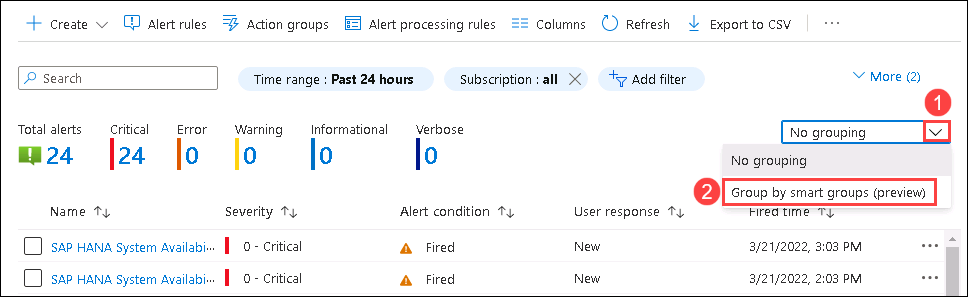 Create Alert rules Action groups Alert processing rules Columns Refresh Export to CSV ···
Search Time range : Past 24 hours Subscription : all Add filter More (2)
1
Total alerts Critical Error Warning Informational Verbose
24 24 0 0 0 0
No grouping
No grouping
2 Group by smart groups (preview)
Name Severity Alert condition User response Fired time
SAP HANA System Availabi··· 0 - Critical Fired New 3/21/2022, 3:03 PM ···
SAP HANA System Availabi··· 0 - Critical Fired New 3/21/2022, 2:03 PM ···